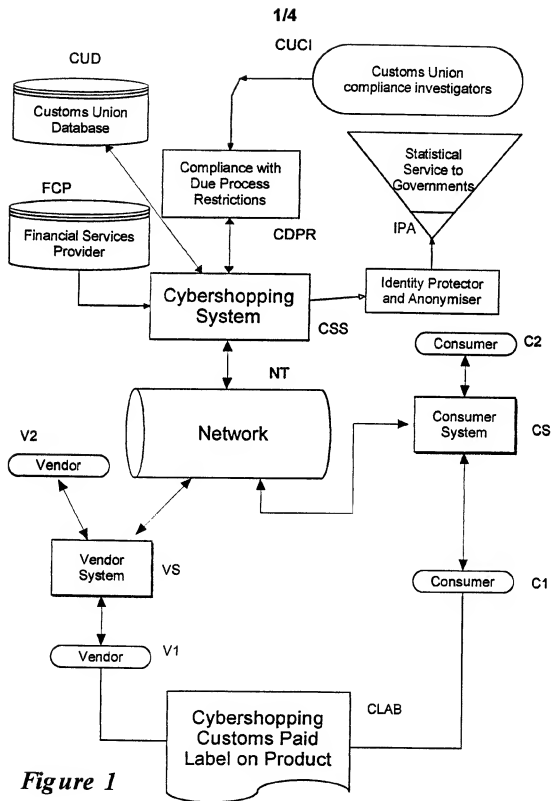 1/4
CUD
CUCI
Customs Union
Database
Customs Union
compliance investigators
Compliance with
Due Process
Restrictions
Statistical
Service to
Governments
FCP
IPA
CDPR
Financial Services
Provider
Cybershopping
System
CSS
Identity Protector
and Anonymiser
Consumer
C2
NT
Consumer
System
CS
Network
V2
Vendor
Vendor
System
VS
Consumer
C1
Vendor
V1
CLAB
Cybershopping
Customs Paid
Label on Product
Figure 1